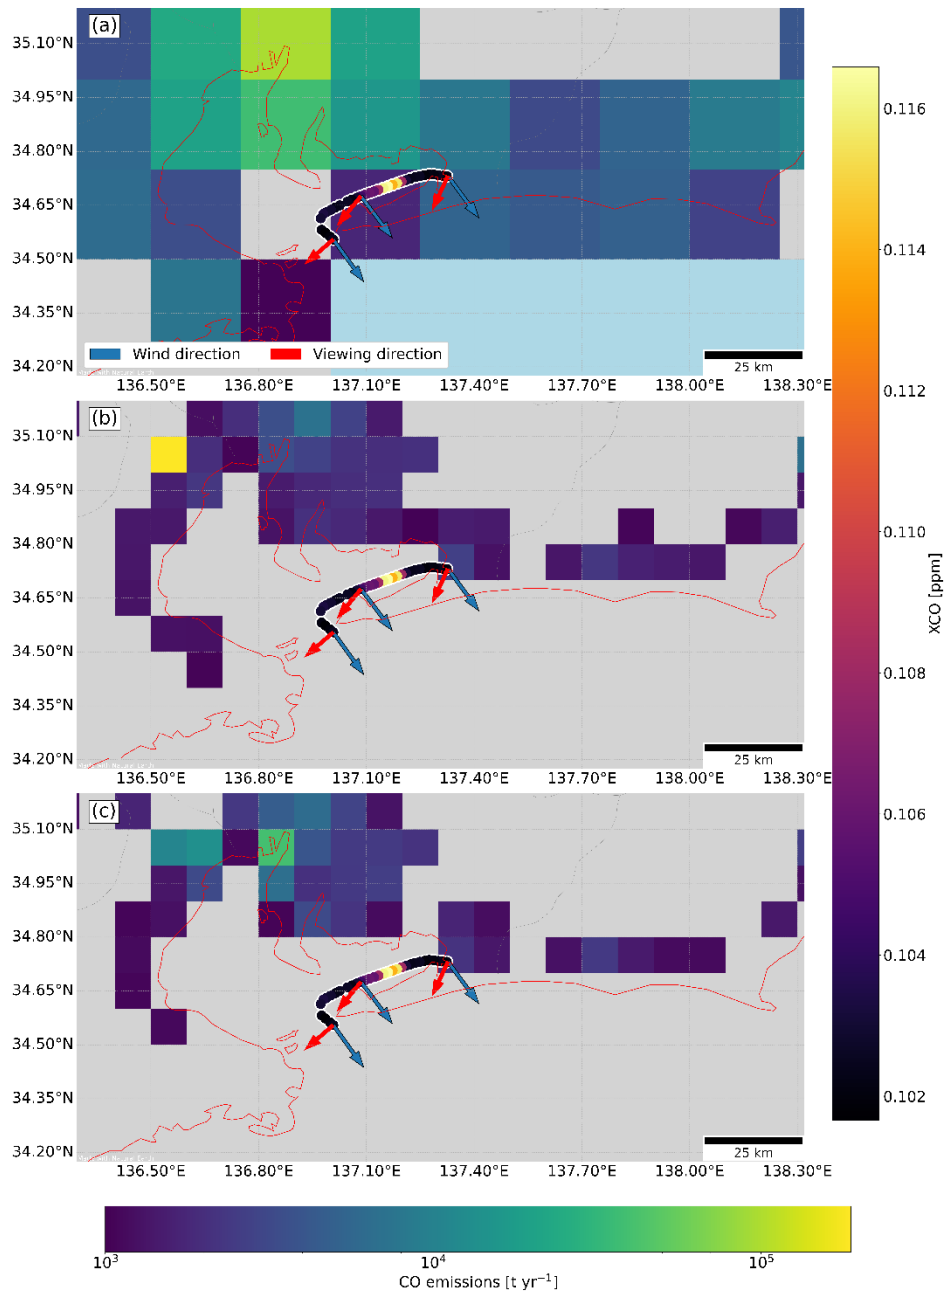 (a)
35.10°N
34.95°N
34.80°N
34.65°N
34.50°N
34.35°N
34.20°N
Wind direction
Viewing direction
25 km
136.50°E
136.80°E
137.10°E
137.40°E
137.70°E
138.00°E
138.30°E
(b)
35.10°N
34.95°N
34.80°N
34.65°N
34.50°N
34.35°N
34.20°N
25 km
136.50°E
136.80°E
137.10°E
137.40°E
137.70°E
138.00°E
138.30°E
(c)
35.10°N
34.95°N
34.80°N
34.65°N
34.50°N
34.35°N
34.20°N
25 km
136.50°E
136.80°E
137.10°E
137.40°E
137.70°E
138.00°E
138.30°E
0.116
0.114
0.112
0.110
0.108
0.106
0.104
0.102
XCO [ppm]
10³
10⁴
10⁵
CO emissions [t yr⁻¹]